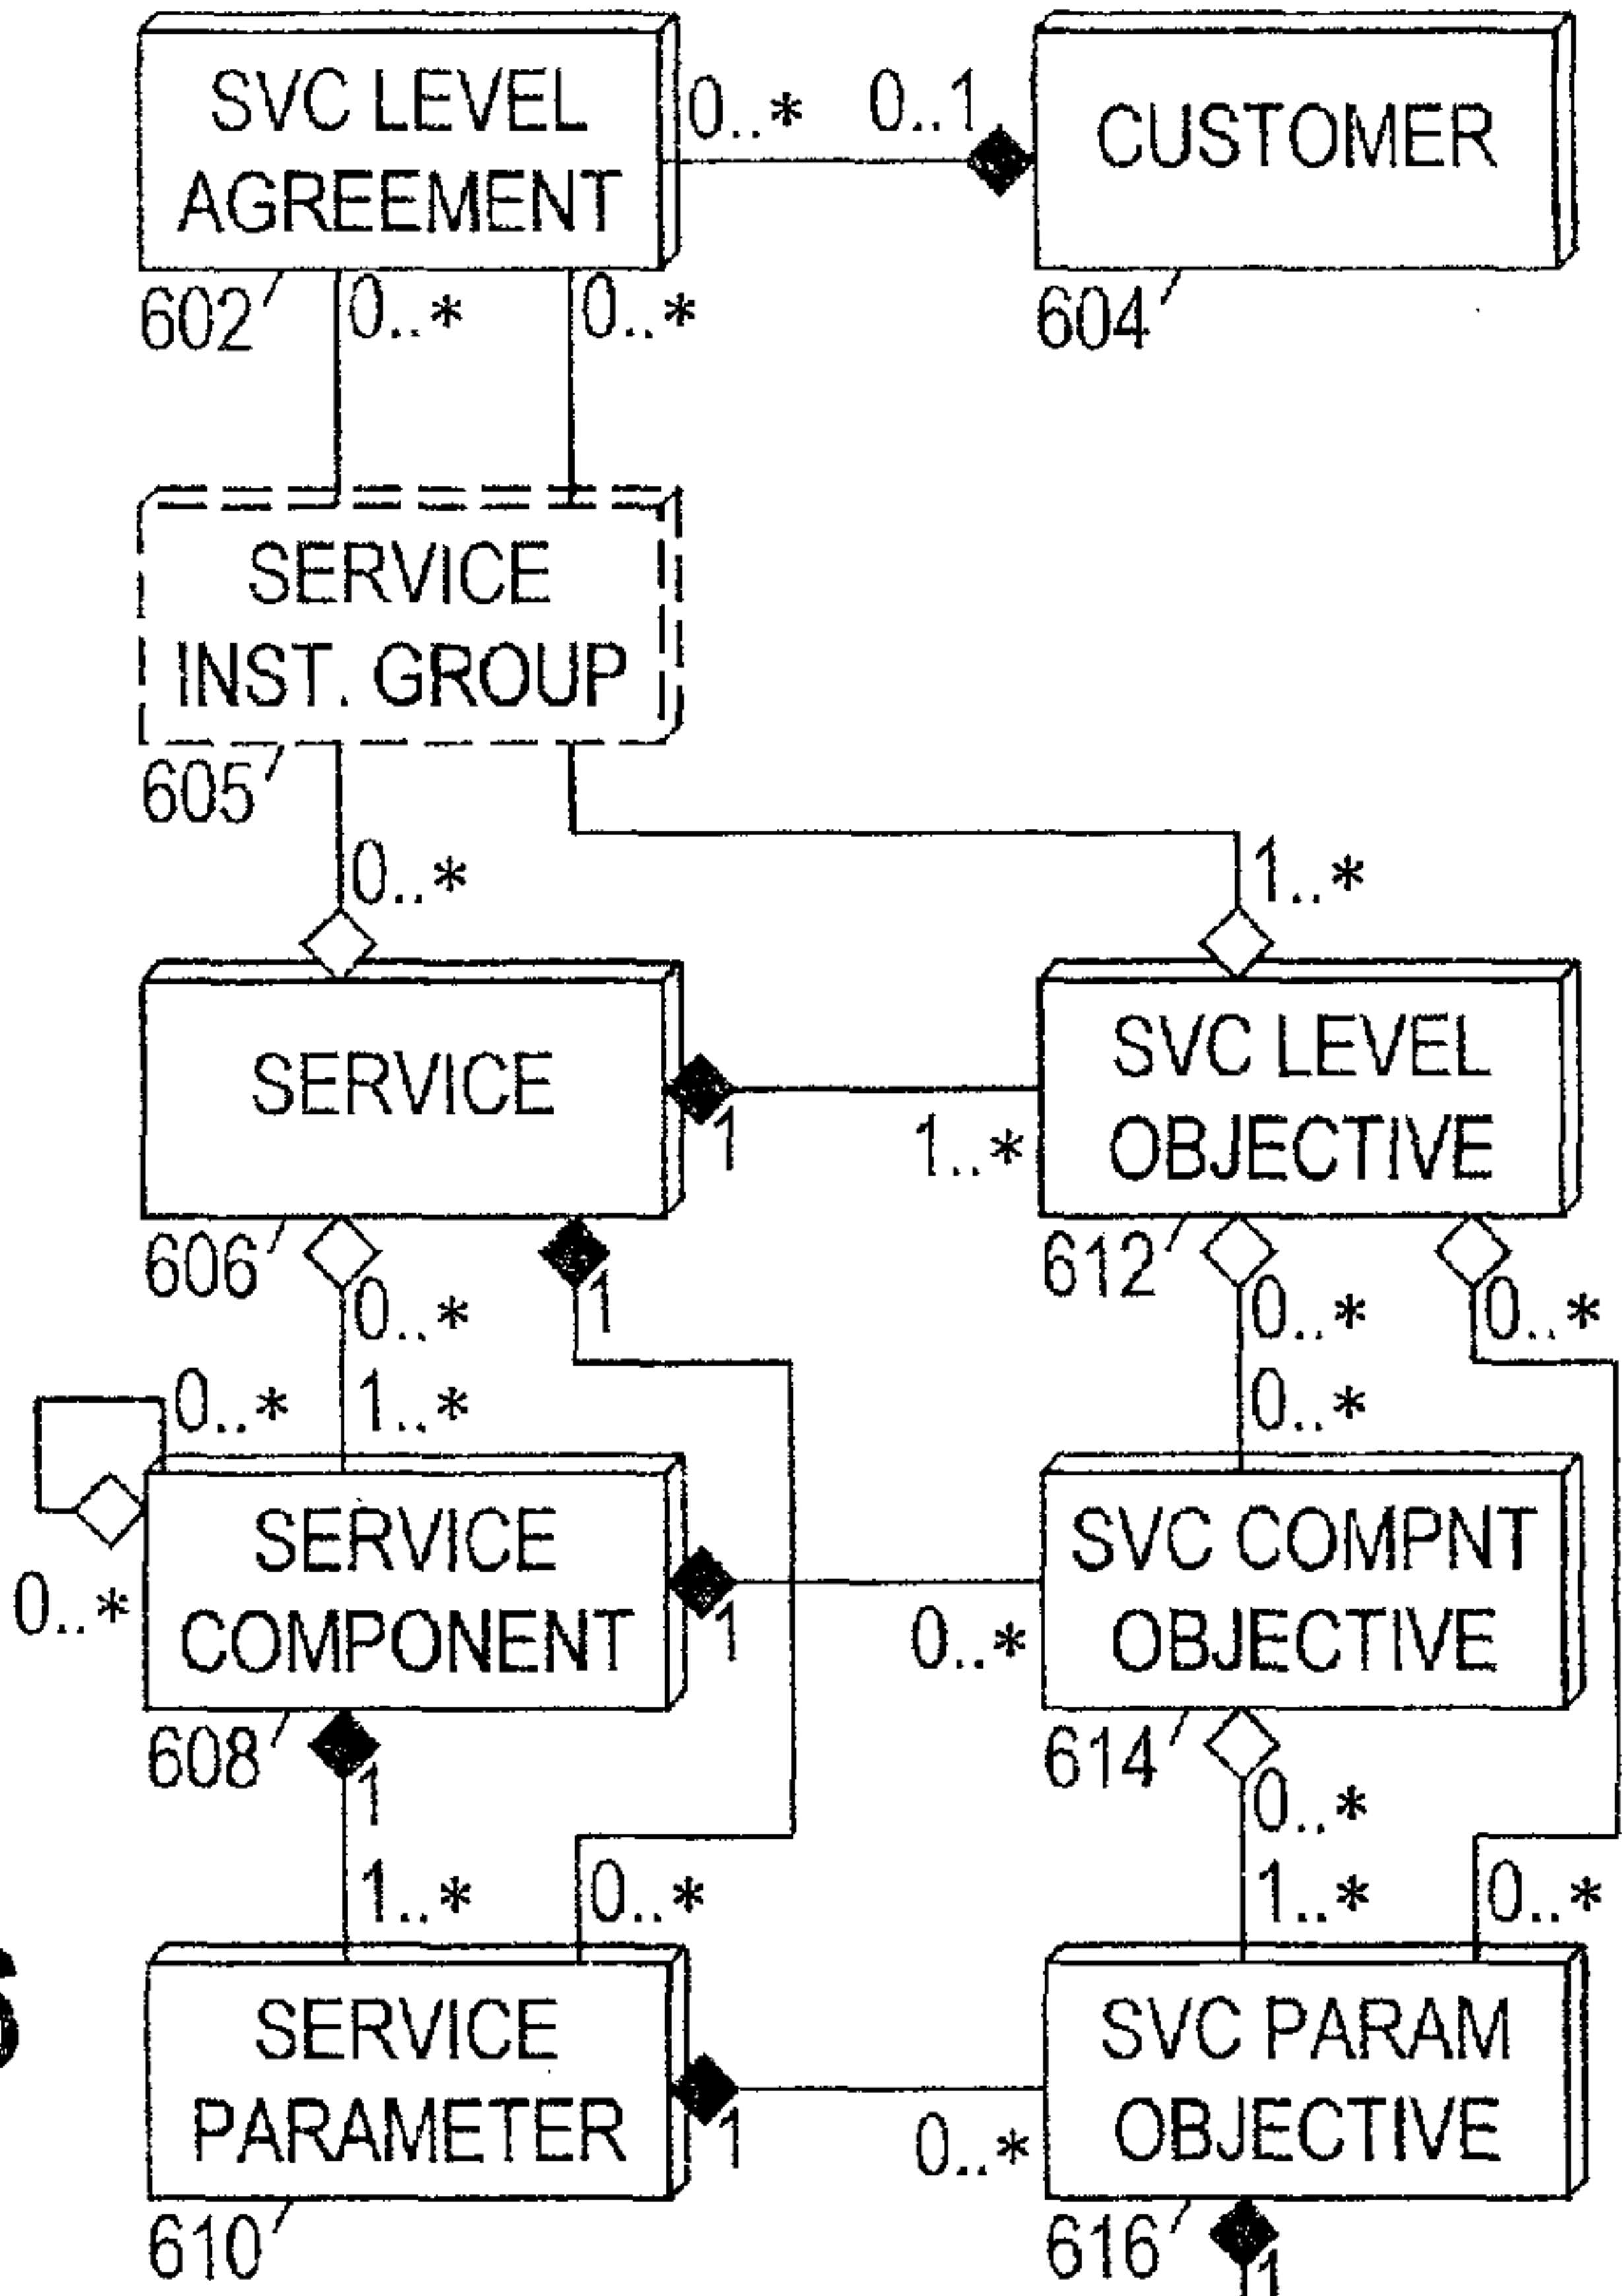 SVC LEVEL
AGREEMENT
0..*
0..1
CUSTOMER
602
0..*
0..*
604
SERVICE
INST. GROUP
605
0..*
1..*
SERVICE
1
1..*
SVC LEVEL
OBJECTIVE
606
0..*
1
612
0..*
0..*
0..*
1..*
0..*
0..*
SERVICE
COMPONENT
1
0..*
SVC COMPNT
OBJECTIVE
608
1
614
0..*
1..*
0..*
1..*
0..*
SERVICE
PARAMETER
1
0..*
SVC PARAM
OBJECTIVE
610
616
1